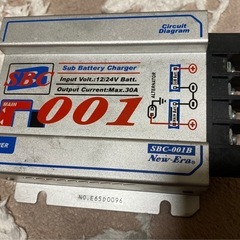 Circuit
Diagram
SBC
Sub Battery Charger
Input Volt.:12/24V Batt.
Output Current:Max.30A
ALTERNATOR
MAIN
001
SBC-001B
New-Era
NO.E65D0096